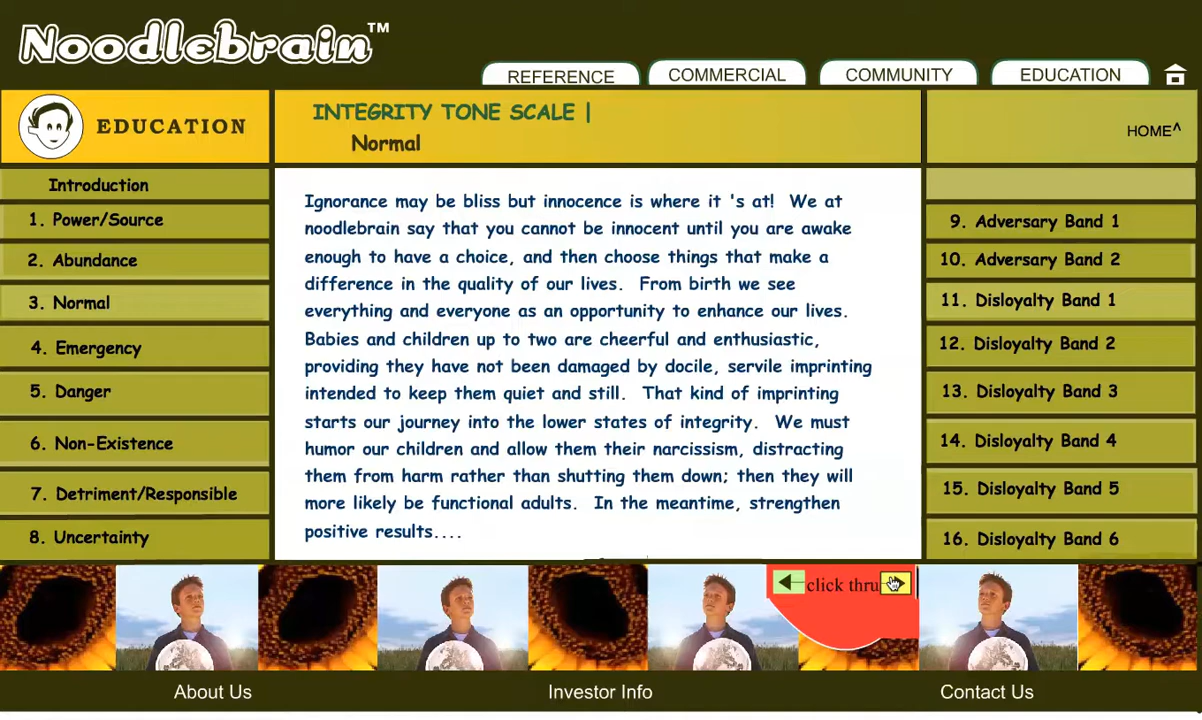 Noodlebrain™
REFERENCE
COMMERCIAL
COMMUNITY
EDUCATION
EDUCATION
INTEGRITY TONE SCALE |
Normal
HOME^
Introduction
1. Power/Source
2. Abundance
3. Normal
4. Emergency
5. Danger
6. Non-Existence
7. Detriment/Responsible
8. Uncertainty
Ignorance may be bliss but innocence is where it 's at! We at
noodlebrain say that you cannot be innocent until you are awake
enough to have a choice, and then choose things that make a
difference in the quality of our lives. From birth we see
everything and everyone as an opportunity to enhance our lives.
Babies and children up to two are cheerful and enthusiastic,
providing they have not been damaged by docile, servile imprinting
intended to keep them quiet and still. That kind of imprinting
starts our journey into the lower states of integrity. We must
humor our children and allow them their narcissism, distracting
them from harm rather than shutting them down; then they will
more likely be functional adults. In the meantime, strengthen
positive results....
9. Adversary Band 1
10. Adversary Band 2
11. Disloyalty Band 1
12. Disloyalty Band 2
13. Disloyalty Band 3
14. Disloyalty Band 4
15. Disloyalty Band 5
16. Disloyalty Band 6
click thru
About Us
Investor Info
Contact Us